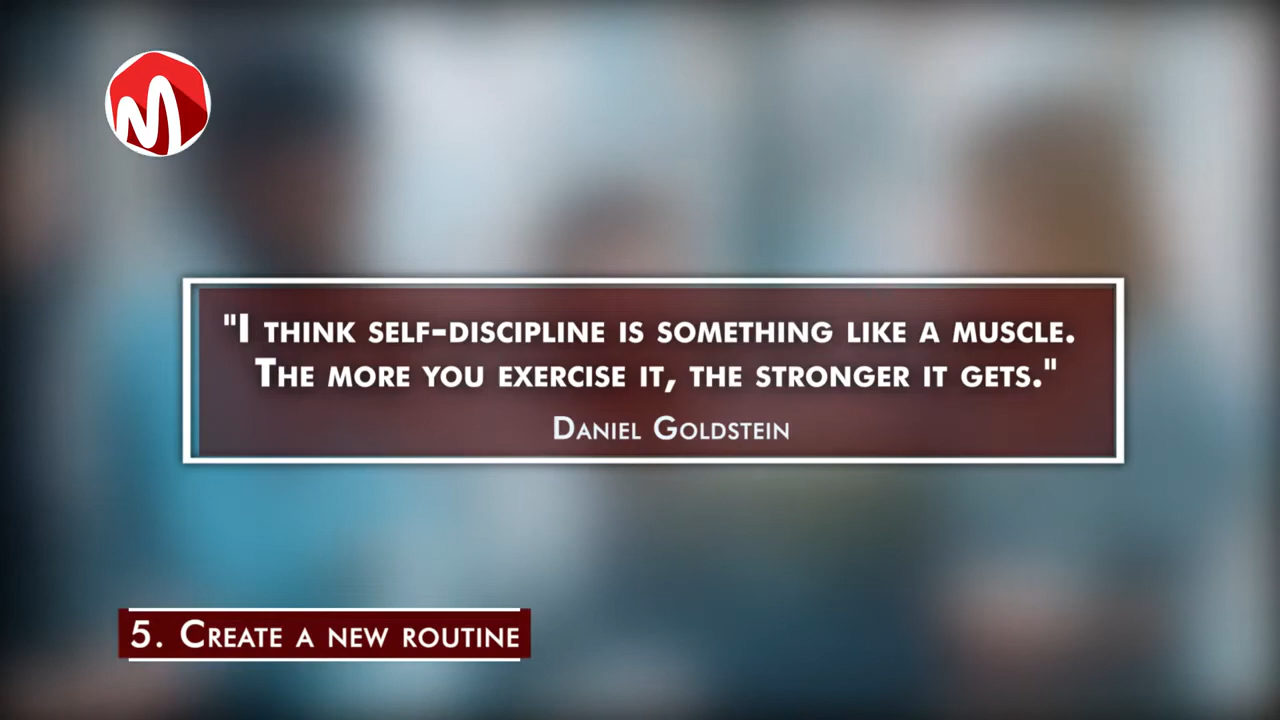 "I THINK SELF-DISCIPLINE IS SOMETHING LIKE A MUSCLE.
THE MORE YOU EXERCISE IT, THE STRONGER IT GETS."
DANIEL GOLDSTEIN
5. CREATE A NEW ROUTINE